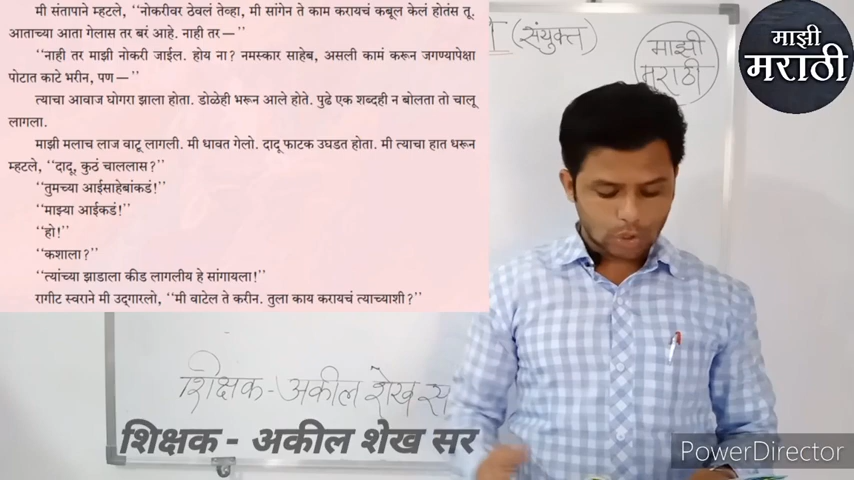 मी संतापाने म्हटले, ‘‘नोकरीवर ठेवलं तेव्हा, मी सांगेन ते काम करायचं कबूल केलं होतंस तू.
आताच्या आता गेलास तर बरं आहे. नाही तर —’’
‘‘नाही तर माझी नोकरी जाईल. होय ना? नमस्कार साहेब, असली कामं करून जगण्यापेक्षा
पोटात काटे भरीन, पण —’’
त्याचा आवाज घोगरा झाला होता. डोळेही भरून आले होते. पुढे एक शब्दही न बोलता तो चालू
लागला.
माझी मलाच लाज वाटू लागली. मी धावत गेलो. दादू फाटक उघडत होता. मी त्याचा हात धरून
म्हटले, ‘‘दादू, कुठं चाललास?’’
‘‘तुमच्या आईसाहेबांकडं!’’
‘‘माझ्या आईकडं!’’
‘‘हो!’’
‘‘कशाला?’’
‘‘त्यांच्या झाडाला कीड लागलीय हे सांगायला!’’
रागीट स्वराने मी उद्‌गारलो, ‘‘मी वाटेल ते करीन. तुला काय करायचं त्याच्याशी?’’
(संयुक्त)
माझी
मराठी
माझी
मराठी
शिक्षक - अकील शेख स
शिक्षक - अकील शेख सर
PowerDirector